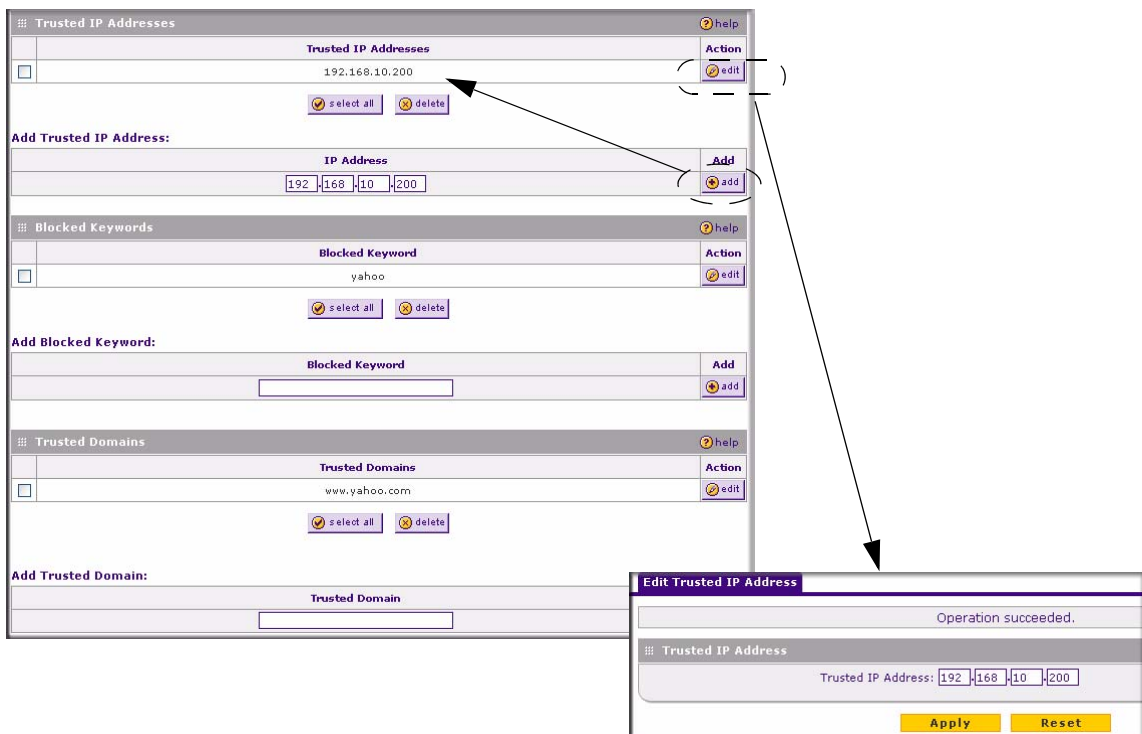 Trusted IP Addresses help
Trusted IP Addresses Action
192.168.10.200 edit
select all delete
Add Trusted IP Address:
IP Address Add
192 .168 .10 .200 add
Blocked Keywords help
Blocked Keyword Action
yahoo edit
select all delete
Add Blocked Keyword:
Blocked Keyword Add
add
Trusted Domains help
Trusted Domains Action
www.yahoo.com edit
select all delete
Add Trusted Domain:
Trusted Domain
Edit Trusted IP Address
Operation succeeded.
Trusted IP Address
Trusted IP Address: 192 .168 .10 .200
Apply Reset